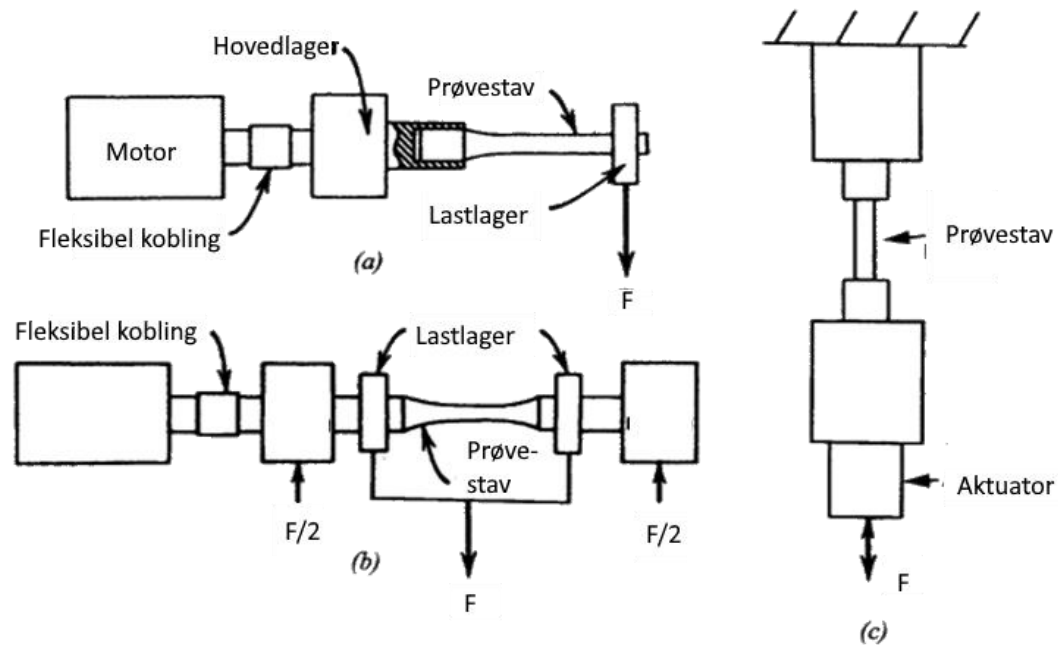 Hovedlager
Prøvestav
Motor
Lastlager
Fleksibel kobling
(a)
F
Fleksibel kobling
Lastlager
Prøve-
stav
F/2
F/2
(b)
F
Prøvestav
Aktuator
F
(c)